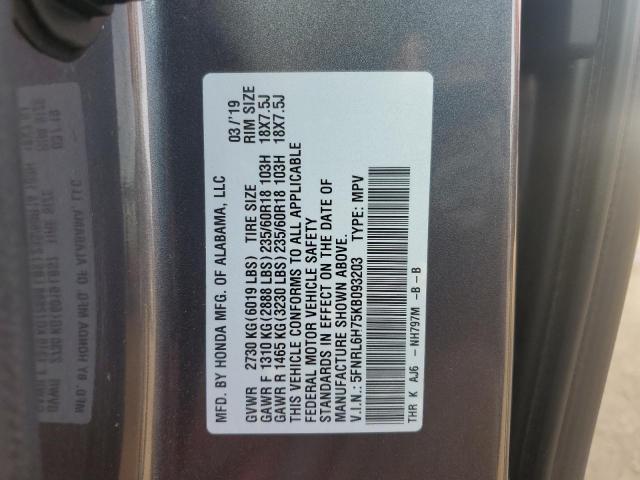 MFD. BY HONDA MFG. OF ALABAMA, LLC 03/'19
GVWR 2730 KG (6019 LBS) TIRE SIZE RIM SIZE
GAWR F 1310 KG (2889 LBS) 235/60R18 103H 18X7.5J
GAWR R 1465 KG (3230 LBS) 235/60R18 103H 18X7.5J
THIS VEHICLE CONFORMS TO ALL APPLICABLE
FEDERAL MOTOR VEHICLE SAFETY
STANDARDS IN EFFECT ON THE DATE OF
MANUFACTURE SHOWN ABOVE.
V.I.N.: 5FNRL6H75KB093203 TYPE: MPV
THR K AJ6 -NH797M -B -B